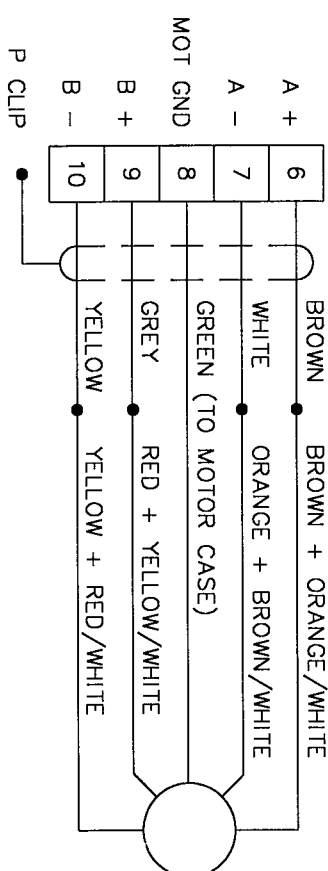 A + 6 BROWN BROWN + ORANGE/WHITE
A - 7 WHITE ORANGE + BROWN/WHITE
MOT GND 8 GREEN (TO MOTOR CASE)
B + 9 GREY RED + YELLOW/WHITE
B - 10 YELLOW YELLOW + RED/WHITE
P CLIP